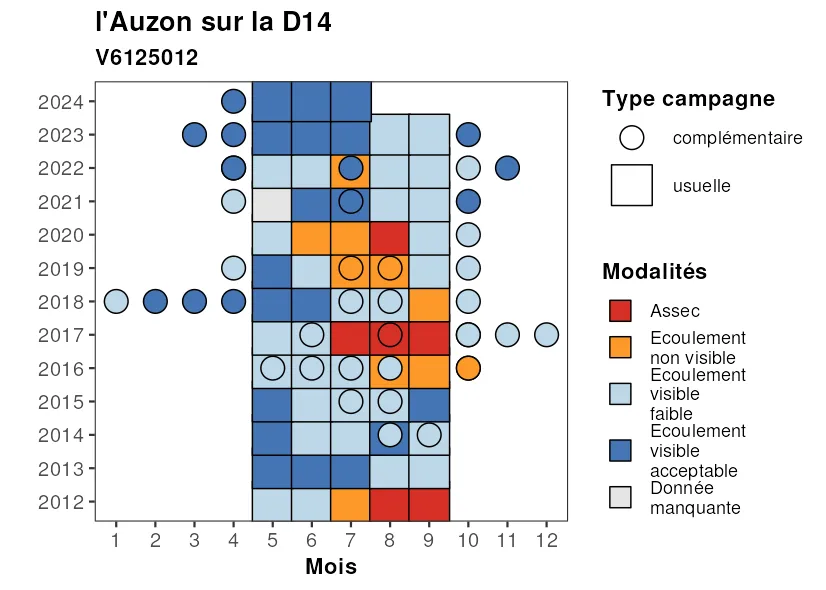 l'Auzon sur la D14
V6125012
2024
2023
2022
2021
2020
2019
2018
2017
2016
2015
2014
2013
2012
1 2 3 4 5 6 7 8 9 10 11 12
Mois
Type campagne
complémentaire
usuelle
Modalités
Assec
Ecoulement
non visible
Ecoulement
visible
faible
Ecoulement
visible
acceptable
Donnée
manquante